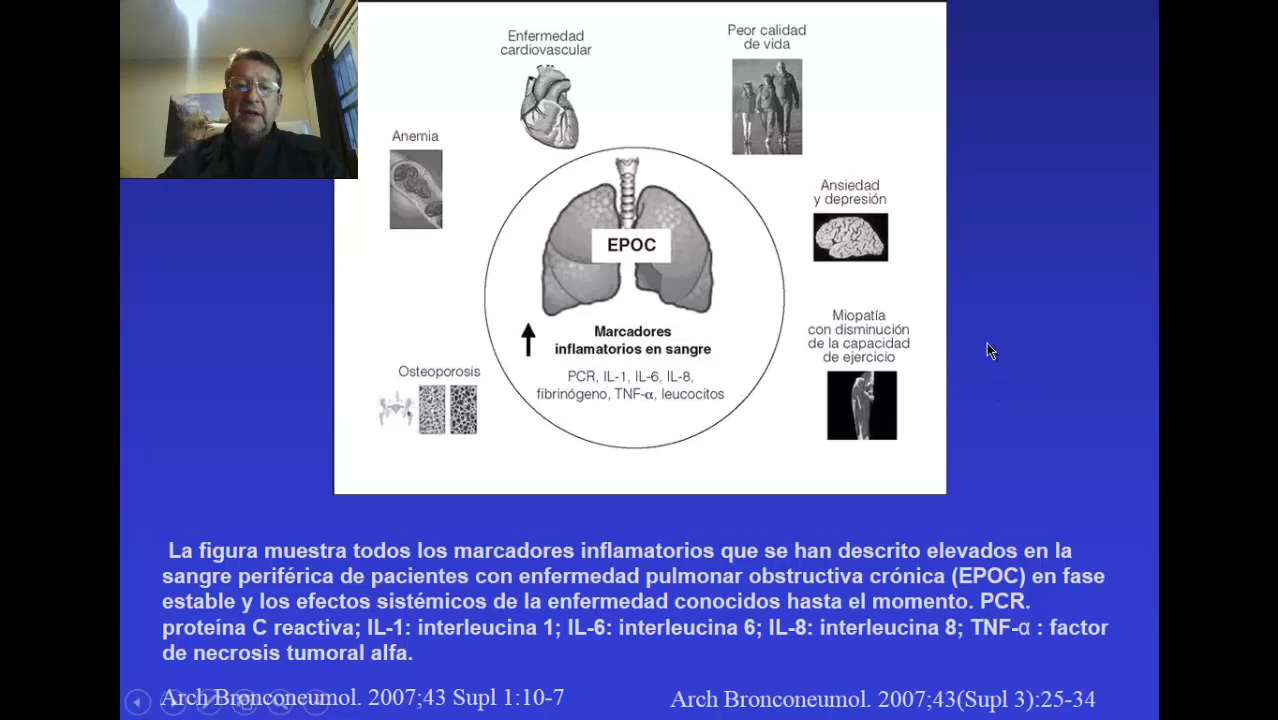 Enfermedad
cardiovascular
Peor calidad
de vida
Anemia
Ansiedad
y depresión
EPOC
Miopatía
con disminución
de la capacidad
de ejercicio
Marcadores
inflamatorios en sangre
Osteoporosis
PCR, IL-1, IL-6, IL-8,
fibrinógeno, TNF-α, leucocitos
La figura muestra todos los marcadores inflamatorios que se han descrito elevados en la
sangre periférica de pacientes con enfermedad pulmonar obstructiva crónica (EPOC) en fase
estable y los efectos sistémicos de la enfermedad conocidos hasta el momento. PCR.
proteína C reactiva; IL-1: interleucina 1; IL-6: interleucina 6; IL-8: interleucina 8; TNF-α : factor
de necrosis tumoral alfa.
Arch Bronconeumol. 2007;43 Supl 1:10-7
Arch Bronconeumol. 2007;43(Supl 3):25-34